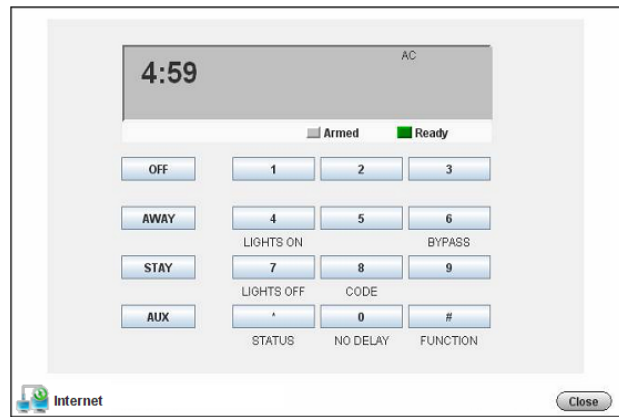 4:59 AC
Armed Ready
OFF 1 2 3
AWAY 4 5 6
LIGHTS ON BYPASS
STAY 7 8 9
LIGHTS OFF CODE
AUX * 0 #
STATUS NO DELAY FUNCTION
Internet Close